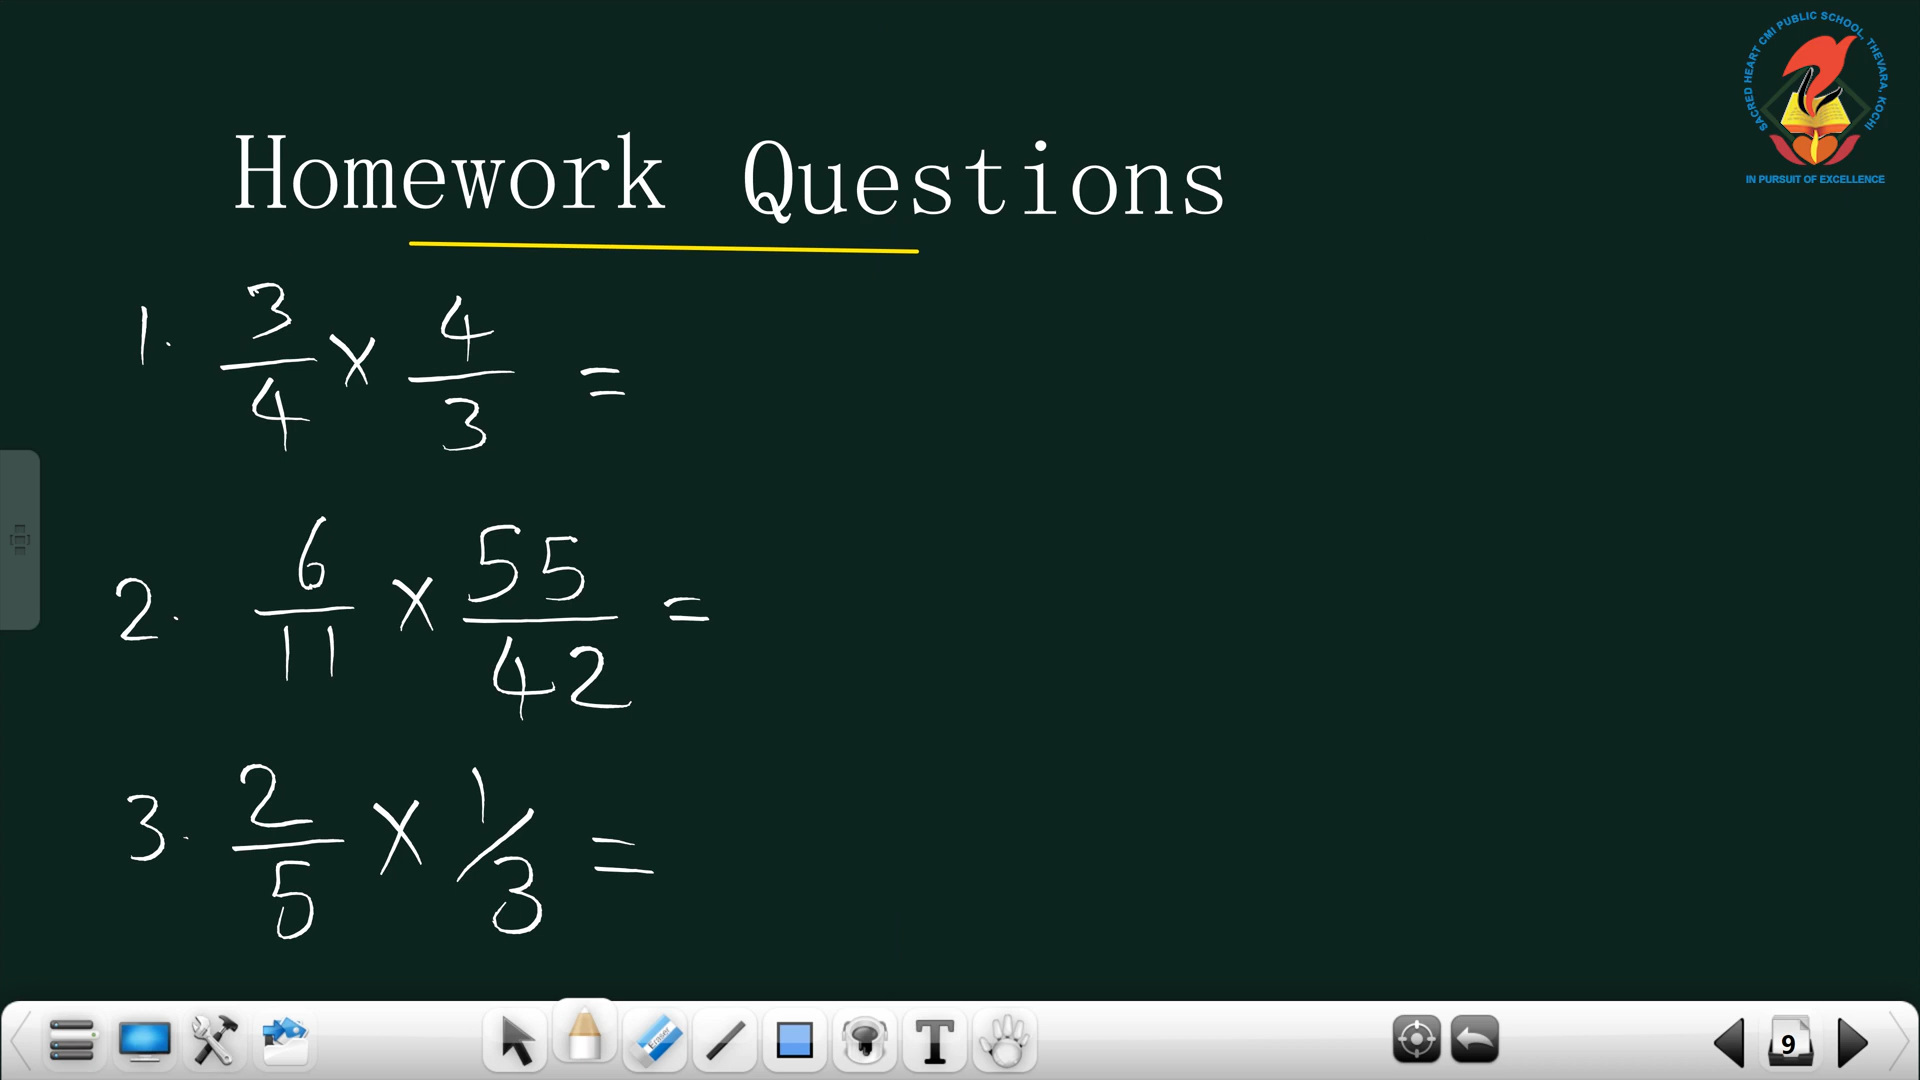 SACRED HEART CMI PUBLIC SCHOOL, THEVARA, KOCHI
IN PURSUIT OF EXCELLENCE
Homework Questions
1. 3/4 x 4/3 =
2. 6/11 x 55/42 =
3. 2/5 x 1/3 =
Eraser
T
9